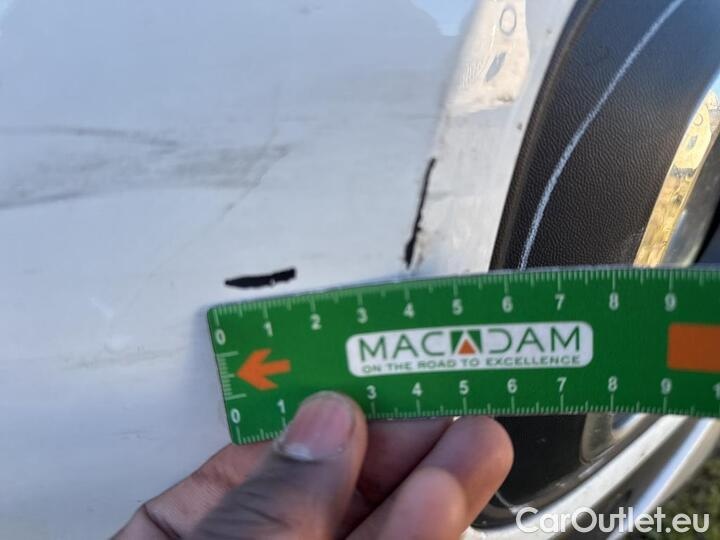 0 1 2 3 4 5 6 7 8 9
MACADAM
ON THE ROAD TO EXCELLENCE
0 1 3 4 5 6 7 8 9
CarOutlet.eu